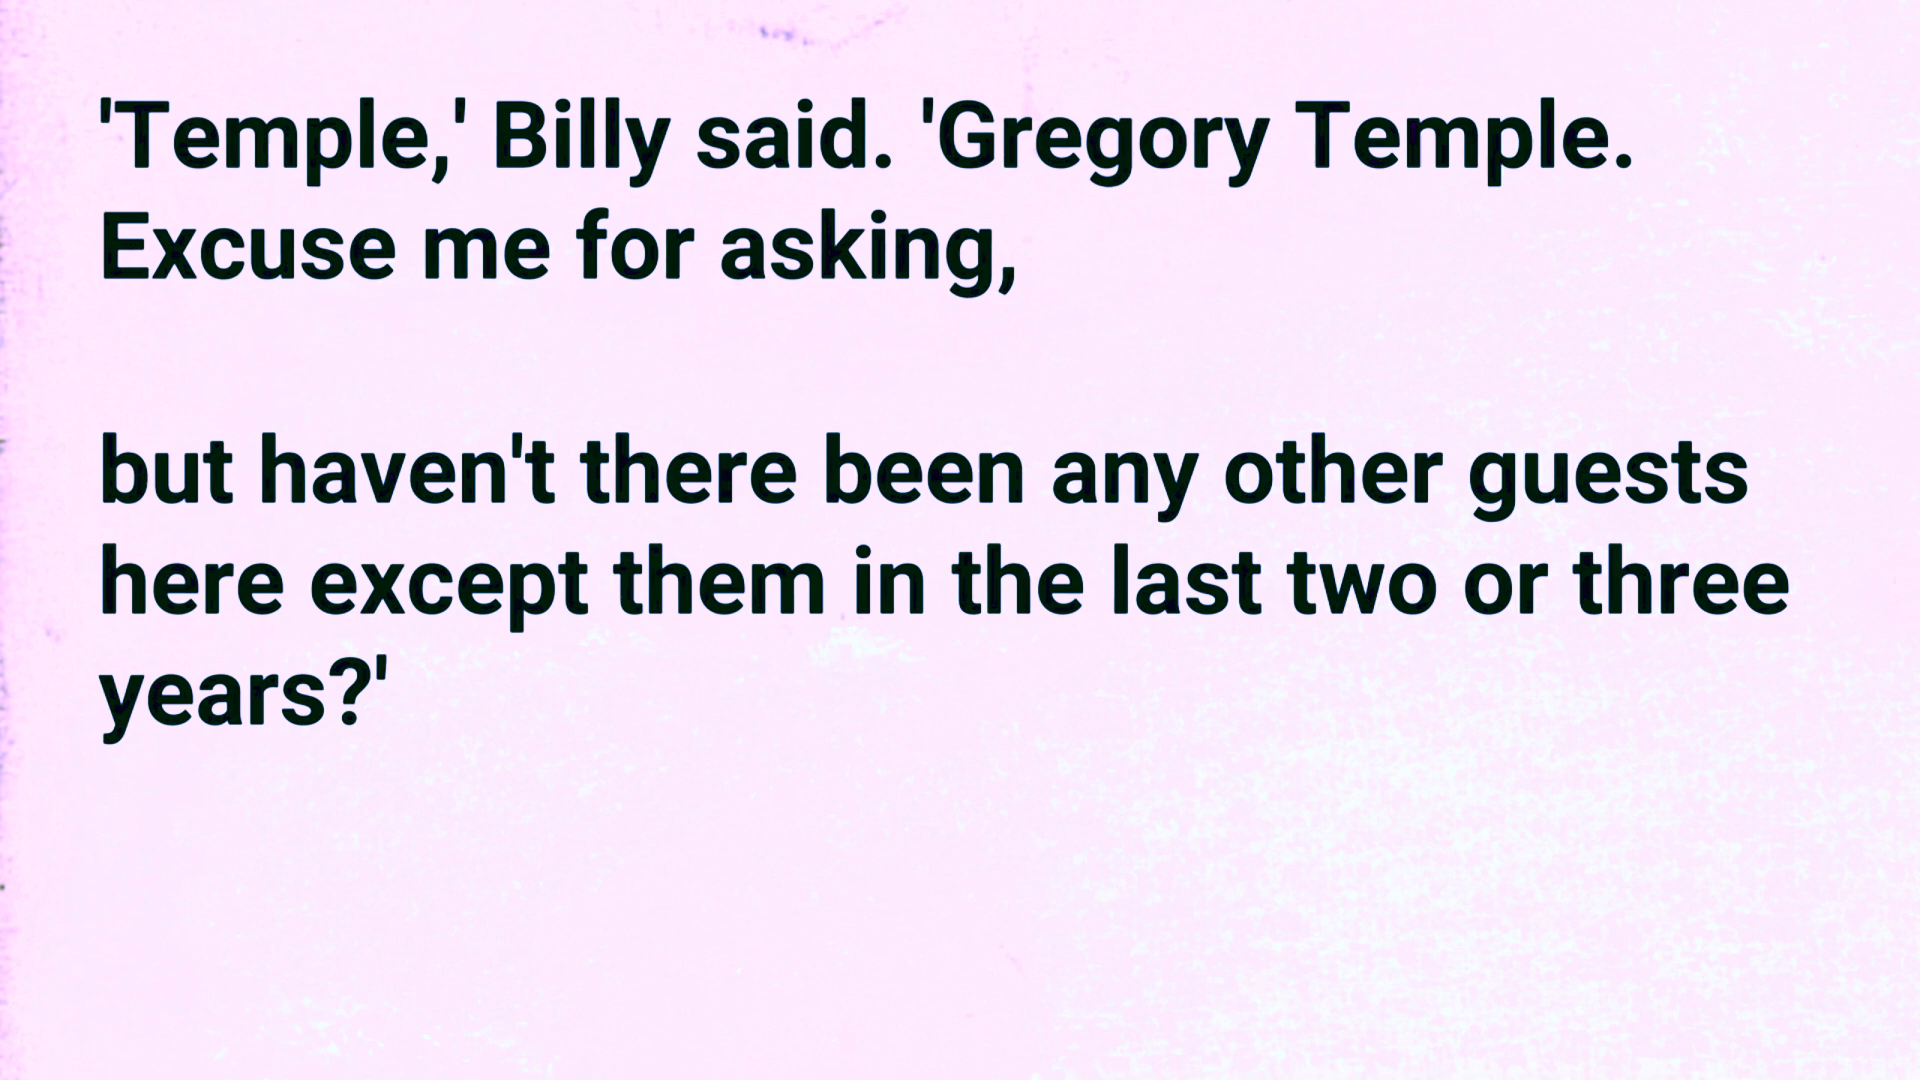 'Temple,' Billy said. 'Gregory Temple.
Excuse me for asking,
but haven't there been any other guests
here except them in the last two or three
years?'